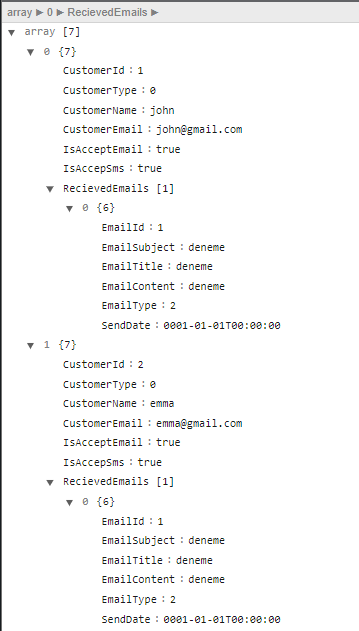 array ▶ 0 ▶ RecievedEmails ▶
▼ array [7]
▼ 0 {7}
CustomerId : 1
CustomerType : 0
CustomerName : john
CustomerEmail : john@gmail.com
IsAcceptEmail : true
IsAccepSms : true
▼ RecievedEmails [1]
▼ 0 {6}
EmailId : 1
EmailSubject : deneme
EmailTitle : deneme
EmailContent : deneme
EmailType : 2
SendDate : 0001-01-01T00:00:00
▼ 1 {7}
CustomerId : 2
CustomerType : 0
CustomerName : emma
CustomerEmail : emma@gmail.com
IsAcceptEmail : true
IsAccepSms : true
▼ RecievedEmails [1]
▼ 0 {6}
EmailId : 1
EmailSubject : deneme
EmailTitle : deneme
EmailContent : deneme
EmailType : 2
SendDate : 0001-01-01T00:00:00